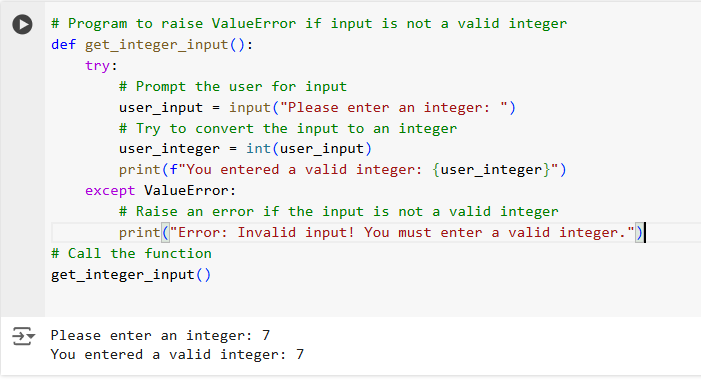 # Program to raise ValueError if input is not a valid integer
def get_integer_input():
    try:
        # Prompt the user for input
        user_input = input("Please enter an integer: ")
        # Try to convert the input to an integer
        user_integer = int(user_input)
        print(f"You entered a valid integer: {user_integer}")
    except ValueError:
        # Raise an error if the input is not a valid integer
        print("Error: Invalid input! You must enter a valid integer.")
# Call the function
get_integer_input()
Please enter an integer: 7
You entered a valid integer: 7